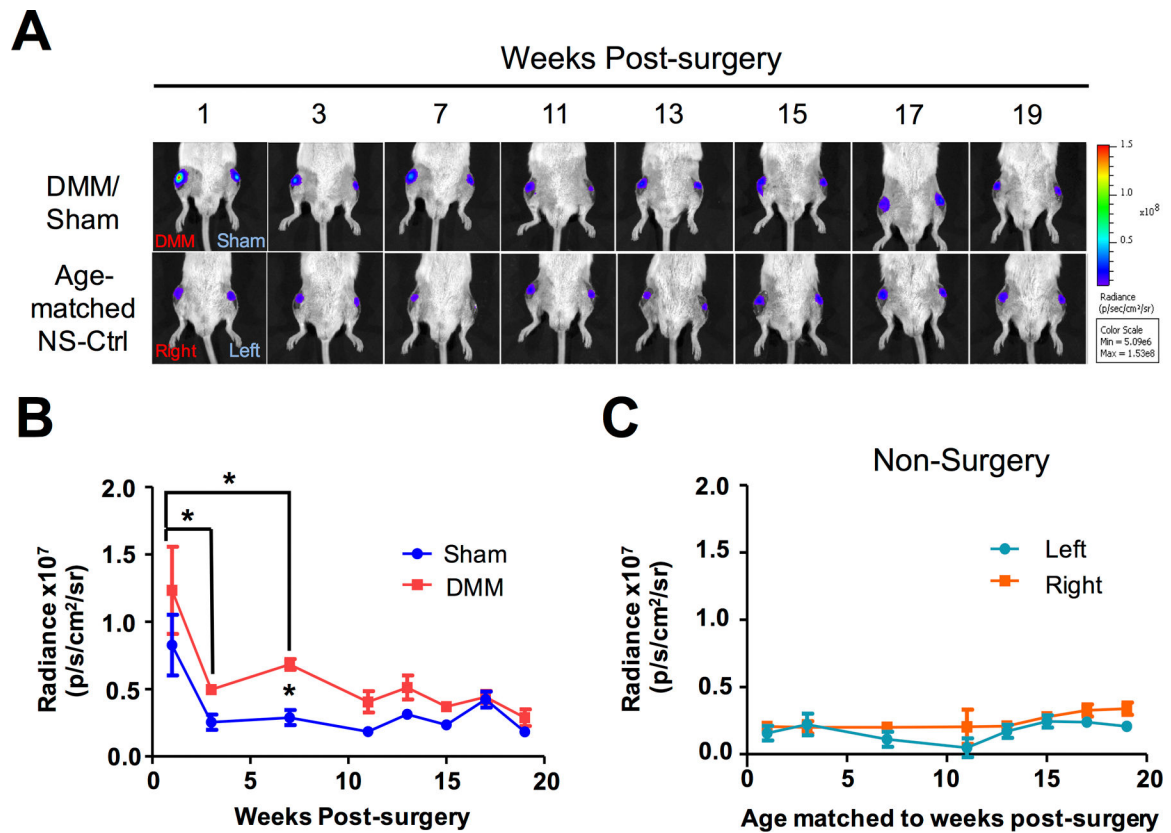 A
Weeks Post-surgery
1 3 7 11 13 15 17 19
DMM/
Sham
DMM Sham
Age-
matched
NS-Ctrl
Right Left
1.5
1.0
x10⁸
0.5
Radiance
(p/sec/cm²/sr)
Color Scale
Min = 5.09e6
Max = 1.53e8
B
2.0
1.5
1.0
0.5
0.0
Radiance x10⁷
(p/s/cm²/sr)
*
*
*
Sham
DMM
0 5 10 15 20
Weeks Post-surgery
C
Non-Surgery
2.0
1.5
1.0
0.5
0.0
Radiance x10⁷
(p/s/cm²/sr)
Left
Right
5 10 15 20
Age matched to weeks post-surgery